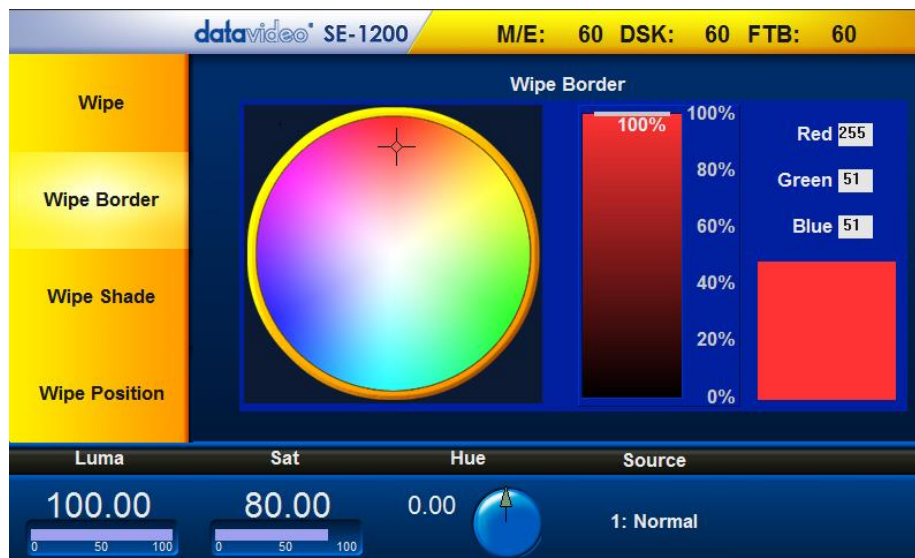 datavideo SE-1200 M/E: 60 DSK: 60 FTB: 60
Wipe
Wipe Border
Wipe Shade
Wipe Position
Wipe Border
100%
100%
80%
60%
40%
20%
0%
Red 255
Green 51
Blue 51
Luma Sat Hue Source
100.00 80.00 0.00 1: Normal
0 50 100 0 50 100